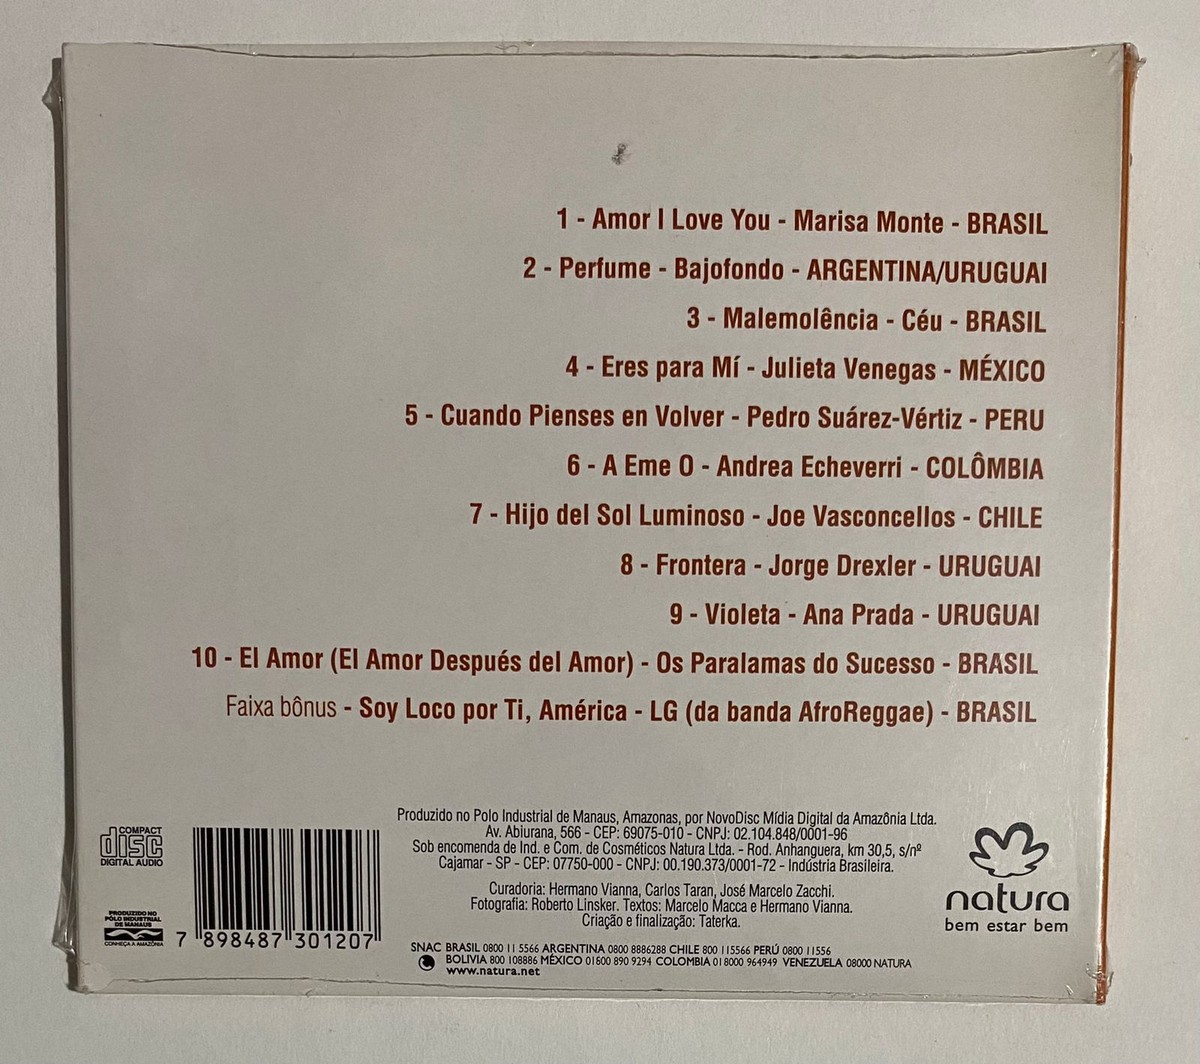 1 - Amor I Love You - Marisa Monte - BRASIL
2 - Perfume - Bajofondo - ARGENTINA/URUGUAI
3 - Malemolência - Céu - BRASIL
4 - Eres para Mí - Julieta Venegas - MÉXICO
5 - Cuando Pienses en Volver - Pedro Suárez-Vértiz - PERU
6 - A Eme O - Andrea Echeverri - COLÔMBIA
7 - Hijo del Sol Luminoso - Joe Vasconcellos - CHILE
8 - Frontera - Jorge Drexler - URUGUAI
9 - Violeta - Ana Prada - URUGUAI
10 - El Amor (El Amor Después del Amor) - Os Paralamas do Sucesso - BRASIL
Faixa bônus - Soy Loco por Ti, América - LG (da banda AfroReggae) - BRASIL
COMPACT
disc
DIGITAL AUDIO
PRODUZIDO NO
PÓLO INDUSTRIAL
DE MANAUS
CONHEÇA A AMAZÔNIA
7 898487 301207
Produzido no Polo Industrial de Manaus, Amazonas, por NovoDisc Mídia Digital da Amazônia Ltda.
Av. Abiurana, 566 - CEP: 69075-010 - CNPJ: 02.104.848/0001-96
Sob encomenda de Ind. e Com. de Cosméticos Natura Ltda. - Rod. Anhanguera, km 30,5, s/nº
Cajamar - SP - CEP: 07750-000 - CNPJ: 00.190.373/0001-72 - Indústria Brasileira.
Curadoria: Hermano Vianna, Carlos Taran, José Marcelo Zacchi.
Fotografia: Roberto Linsker. Textos: Marcelo Macca e Hermano Vianna.
Criação e finalização: Taterka.
SNAC BRASIL 0800 11 5566 ARGENTINA 0800 8886288 CHILE 800 115566 PERÚ 0800 11556
BOLIVIA 800 108886 MÉXICO 01800 890 9294 COLOMBIA 018000 964949 VENEZUELA 08000 NATURA
www.natura.net
natura
bem estar bem